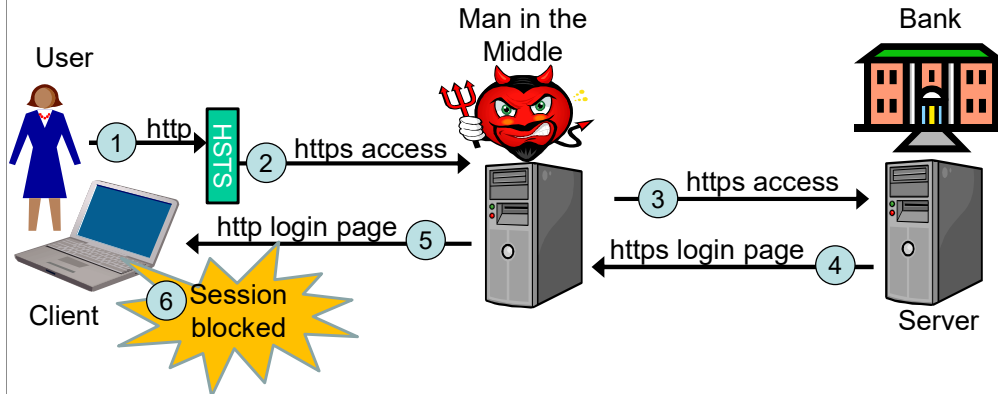 Man in the
Middle
Bank
User
1
http
HSTS
2
https access
3
https access
http login page
5
https login page
4
6
Session
blocked
Client
Server